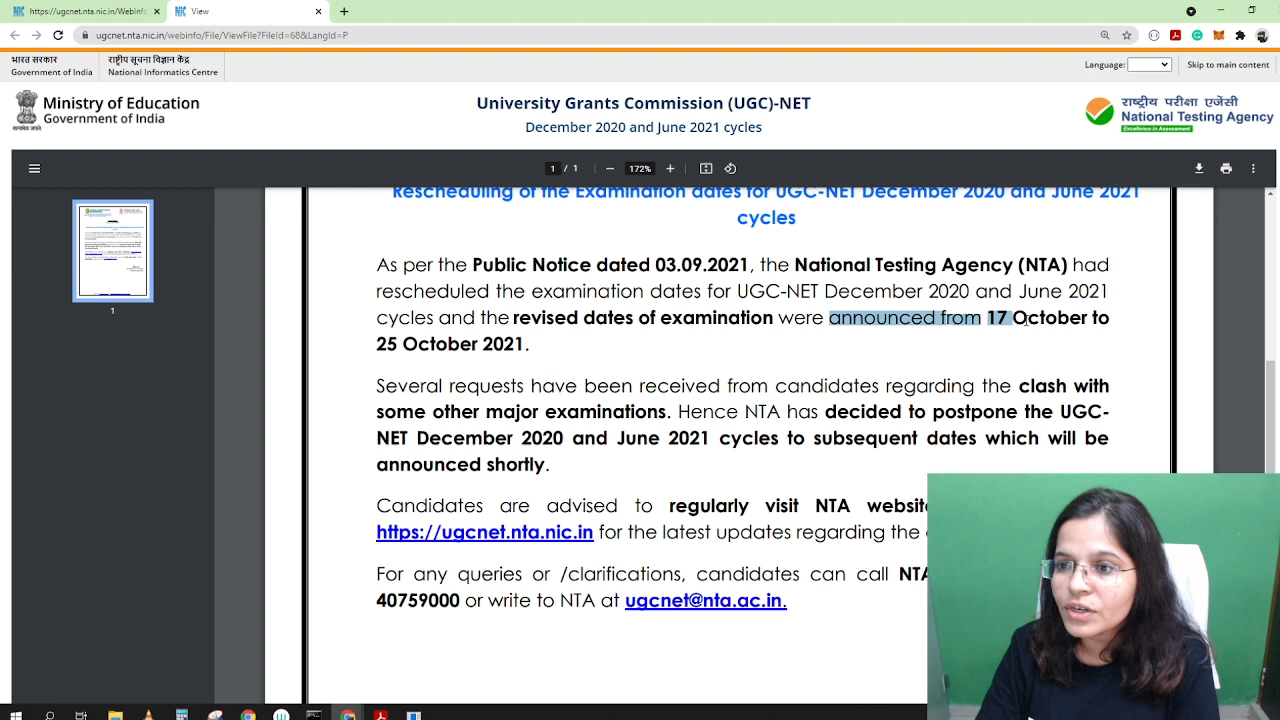 https://ugcnet.nta.nic.in/WebInfo
View
ugcnet.nta.nic.in/webinfo/File/ViewFile?FileId=68&LangId=P
भारत सरकार
Government of India
राष्ट्रीय सूचना विज्ञान केंद्र
National Informatics Centre
Language:
Skip to main content
सत्यमेव जयते
Ministry of Education
Government of India
University Grants Commission (UGC)-NET
December 2020 and June 2021 cycles
राष्ट्रीय परीक्षा एजेंसी
National Testing Agency
Excellence in Assessment
1 / 1
172%
1
Rescheduling of the Examination dates for UGC-NET December 2020 and June 2021
cycles
As per the Public Notice dated 03.09.2021, the National Testing Agency (NTA) had
rescheduled the examination dates for UGC-NET December 2020 and June 2021
cycles and the revised dates of examination were announced from 17 October to
25 October 2021.
Several requests have been received from candidates regarding the clash with
some other major examinations. Hence NTA has decided to postpone the UGC-
NET December 2020 and June 2021 cycles to subsequent dates which will be
announced shortly.
Candidates are advised to regularly visit NTA
https://ugcnet.nta.nic.in for the latest updates regarding the
For any queries or /clarifications, candidates can call NTA
40759000 or write to NTA at ugcnet@nta.ac.in.